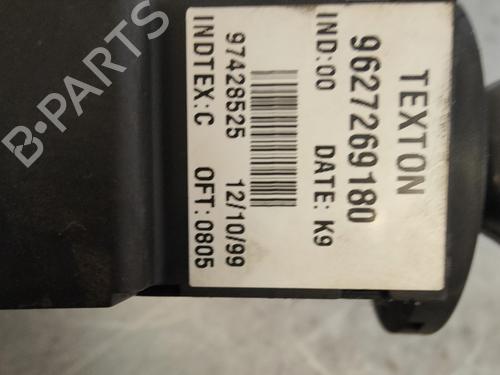 TEXTON
9627269180
IND:00 DATE: K9
97428525 12/10/99
INDTEX:C OFT:0805
B-PARTS